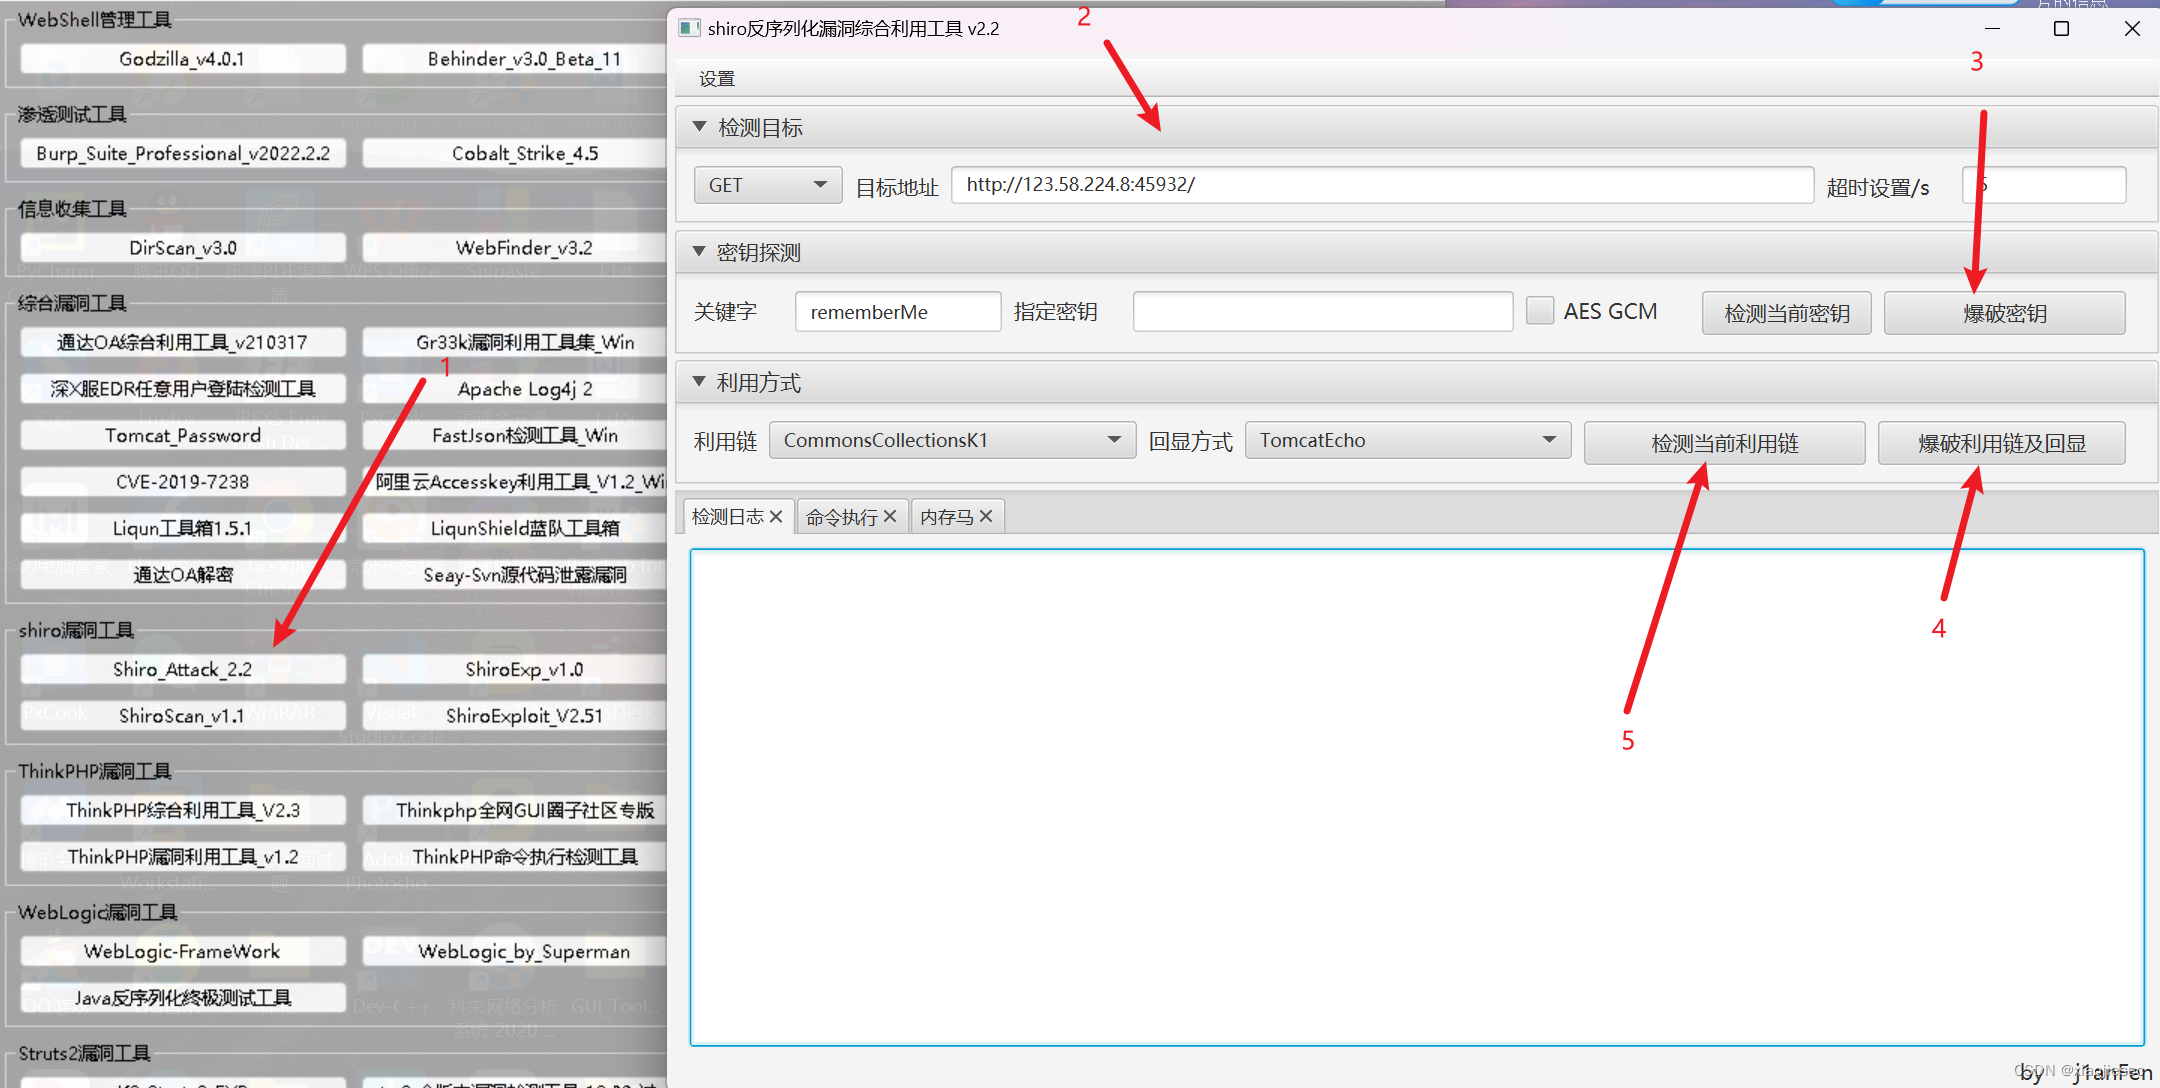 WebShell管理工具
Godzilla_v4.0.1
Behinder_v3.0_Beta_11
渗透测试工具
Burp_Suite_Professional_v2022.2.2
Cobalt_Strike_4.5
信息收集工具
DirScan_v3.0
WebFinder_v3.2
综合漏洞工具
通达OA综合利用工具_v210317
Gr33k漏洞利用工具集_Win
深X服EDR任意用户登陆检测工具
Apache Log4j 2
Tomcat_Password
FastJson检测工具_Win
CVE-2019-7238
阿里云Accesskey利用工具_V1.2_Wi
Liqun工具箱1.5.1
LiqunShield蓝队工具箱
通达OA解密
Seay-Svn源代码泄露漏洞
shiro漏洞工具
Shiro_Attack_2.2
ShiroExp_v1.0
ShiroScan_v1.1
ShiroExploit_V2.51
ThinkPHP漏洞工具
ThinkPHP综合利用工具_V2.3
Thinkphp全网GUI圈子社区专版
ThinkPHP漏洞利用工具_v1.2
ThinkPHP命令执行检测工具
WebLogic漏洞工具
WebLogic-FrameWork
WebLogic_by_Superman
Java反序列化终极测试工具
Struts2漏洞工具
1
shiro反序列化漏洞综合利用工具 v2.2
2
3
设置
检测目标
GET 目标地址 http://123.58.224.8:45932/ 超时设置/s 5
密钥探测
关键字 rememberMe 指定密钥 AES GCM 检测当前密钥 爆破密钥
利用方式
利用链 CommonsCollectionsK1 回显方式 TomcatEcho 检测当前利用链 爆破利用链及回显
检测日志 命令执行 内存马
4
5
by j1anFen